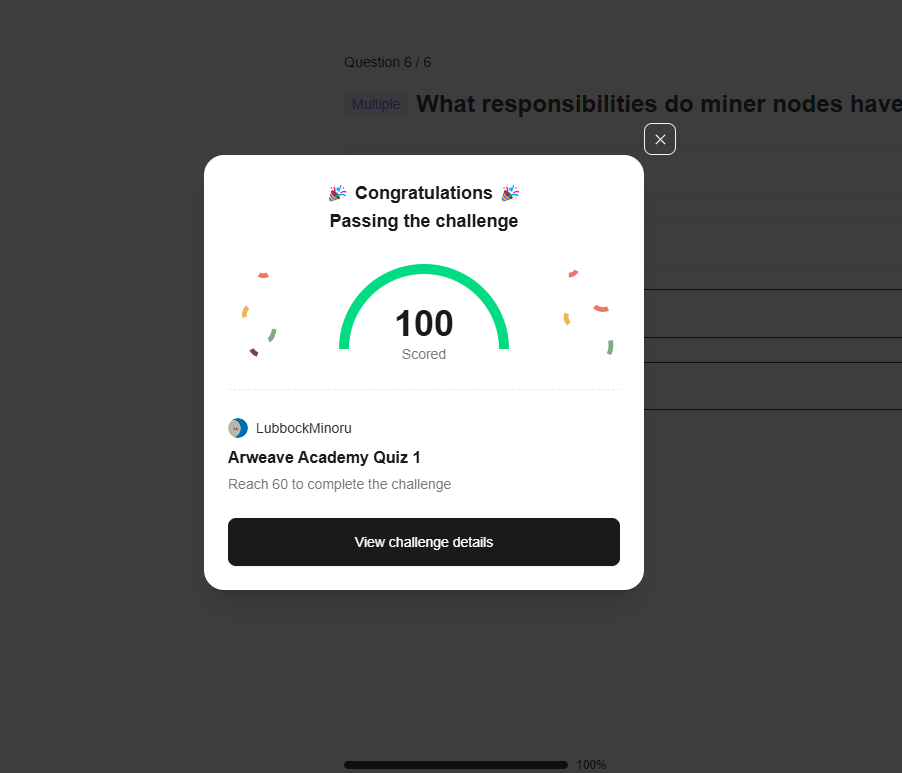 Question 6 / 6
Multiple What responsibilities do miner nodes have
Congratulations
Passing the challenge
100
Scored
LubbockMinoru
Arweave Academy Quiz 1
Reach 60 to complete the challenge
View challenge details
100%